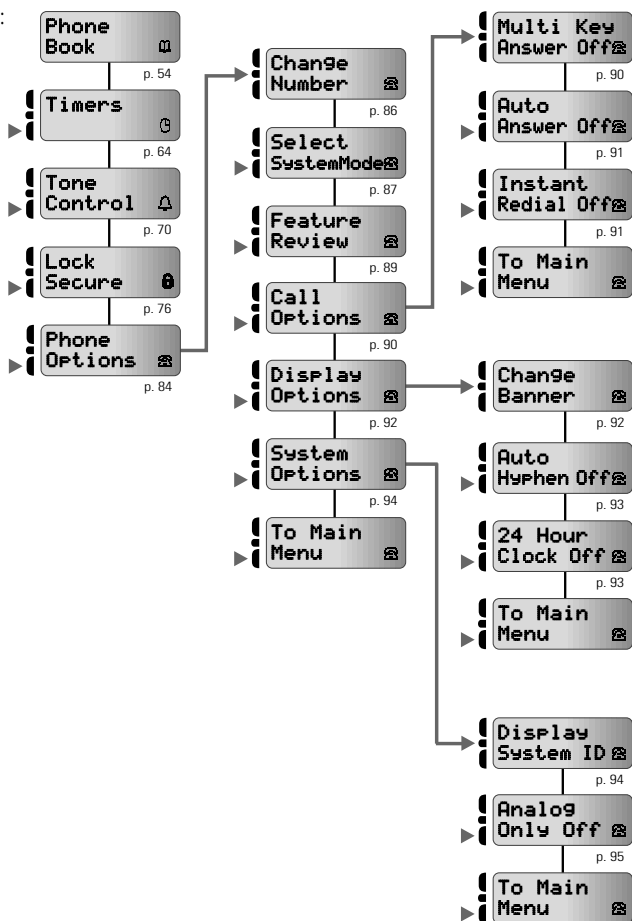 :
Phone
Book
p. 54
Timers
p. 64
Tone
Control
p. 70
Lock
Secure
p. 76
Phone
Options
p. 84
Change
Number
p. 86
Select
SystemMode
p. 87
Feature
Review
p. 89
Call
Options
p. 90
Display
Options
p. 92
System
Options
p. 94
To Main
Menu
Multi Key
Answer Off
p. 90
Auto
Answer Off
p. 91
Instant
Redial Off
p. 91
To Main
Menu
Change
Banner
p. 92
Auto
Hyphen Off
p. 93
24 Hour
Clock Off
p. 93
To Main
Menu
Display
System ID
p. 94
Analog
Only Off
p. 95
To Main
Menu